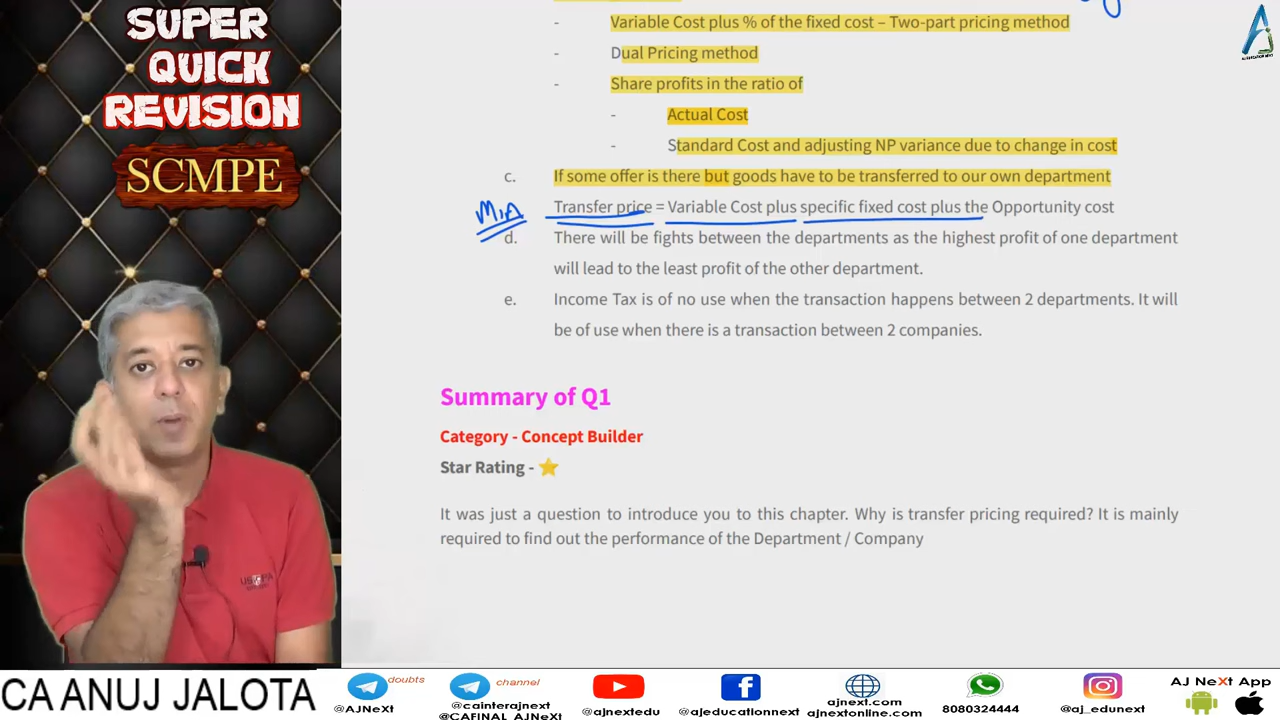 SUPER
QUICK
REVISION
SCMPE
- Variable Cost plus % of the fixed cost – Two-part pricing method
- Dual Pricing method
- Share profits in the ratio of
- Actual Cost
- Standard Cost and adjusting NP variance due to change in cost
c. If some offer is there but goods have to be transferred to our own department
Min Transfer price = Variable Cost plus specific fixed cost plus the Opportunity cost
d. There will be fights between the departments as the highest profit of one department
will lead to the least profit of the other department.
e. Income Tax is of no use when the transaction happens between 2 departments. It will
be of use when there is a transaction between 2 companies.
Summary of Q1
Category - Concept Builder
Star Rating - ⭐
It was just a question to introduce you to this chapter. Why is transfer pricing required? It is mainly
required to find out the performance of the Department / Company
CA ANUJ JALOTA
doubts
@AJNeXt
channel
@cainterajnext
@CAFINAL_AJNeXt
@ajnextedu
@ajeducationnext
ajnext.com
ajnextonline.com
8080324444
@aj_edunext
AJ NeXt App